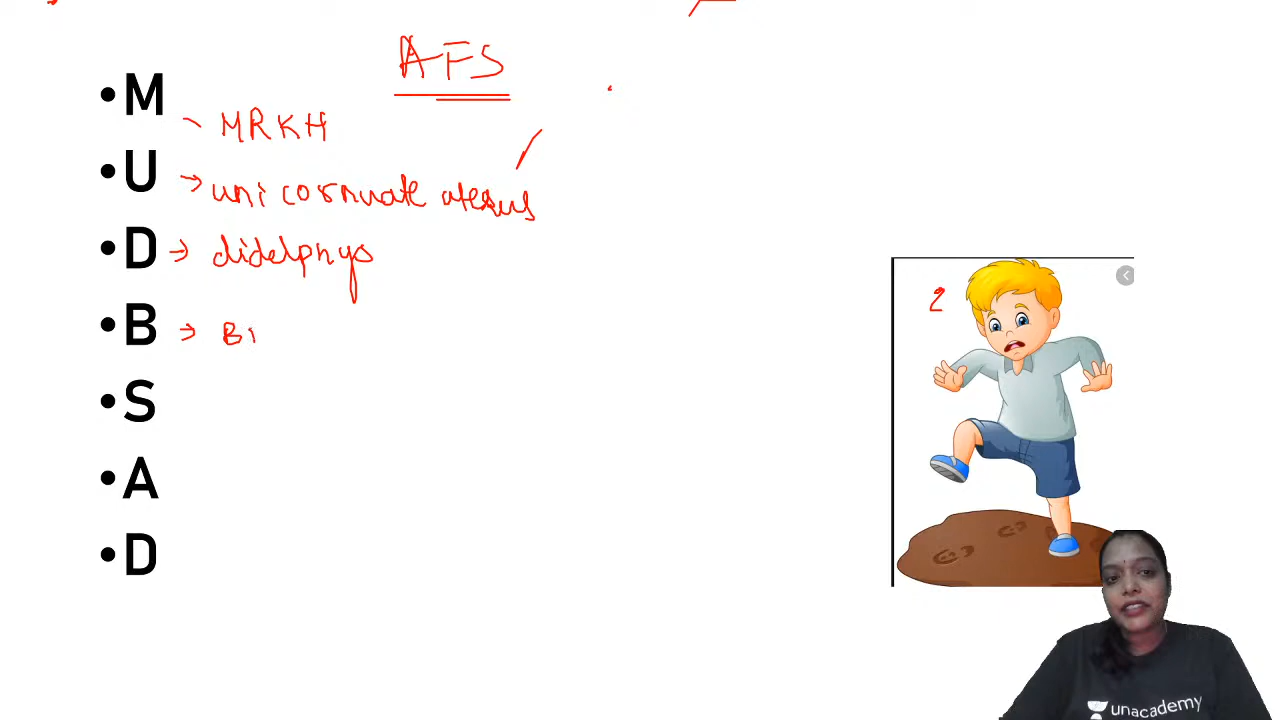 AFS
• M
MRKH
• U → unicornuate uterus
• D → didelphys
• B → Bi
2
• S
• A
• D
unacademy